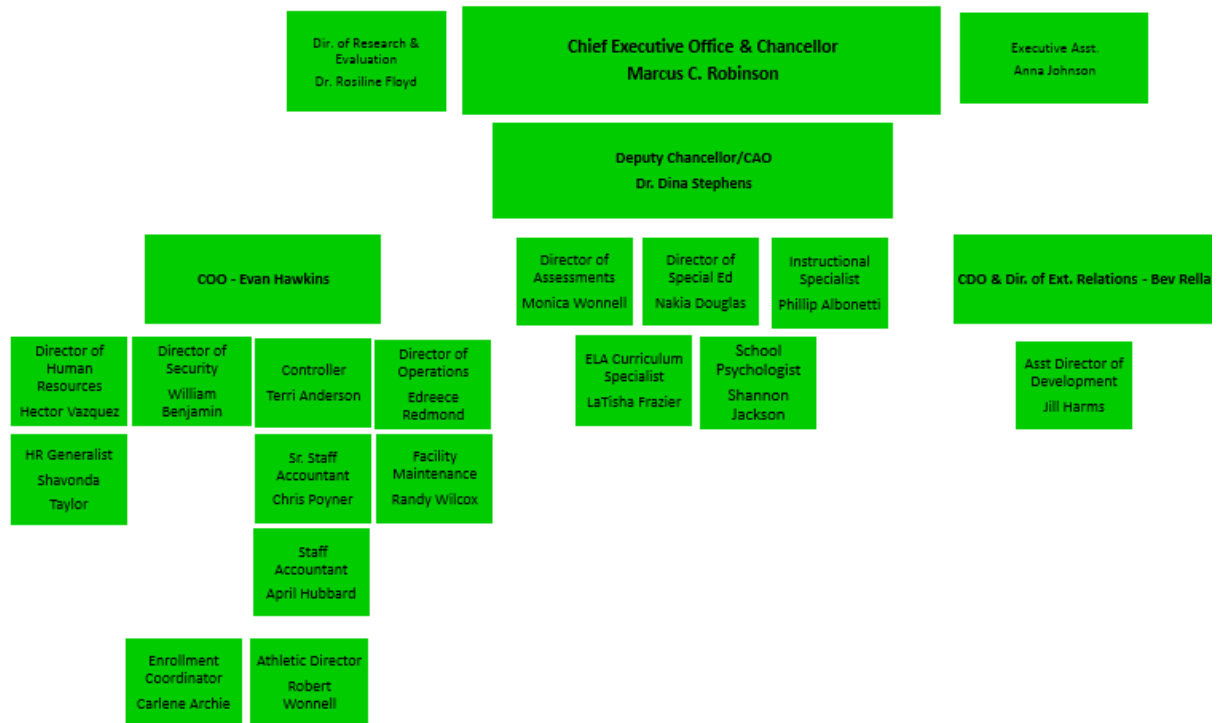 Dir. of Research &
Evaluation
Dr. Rosiline Floyd
Chief Executive Office & Chancellor
Marcus C. Robinson
Executive Asst.
Anna Johnson
Deputy Chancellor/CAO
Dr. Dina Stephens
COO - Evan Hawkins
Director of
Assessments
Monica Wonnell
Director of
Special Ed
Nakia Douglas
Instructional
Specialist
Phillip Albonetti
CDO & Dir. of Ext. Relations - Bev Rella
Director of
Human
Resources
Hector Vazquez
Director of
Security
William
Benjamin
Controller
Terri Anderson
Director of
Operations
Edreece
Redmond
ELA Curriculum
Specialist
LaTisha Frazier
School
Psychologist
Shannon
Jackson
Asst Director of
Development
Jill Harms
HR Generalist
Shavonda
Taylor
Sr. Staff
Accountant
Chris Poyner
Facility
Maintenance
Randy Wilcox
Staff
Accountant
April Hubbard
Enrollment
Coordinator
Carlene Archie
Athletic Director
Robert
Wonnell